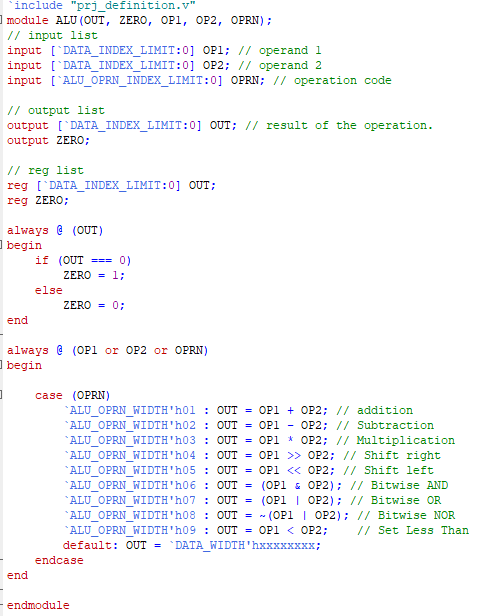 `include "prj_definition.v"
module ALU(OUT, ZERO, OP1, OP2, OPRN);
// input list
input [`DATA_INDEX_LIMIT:0] OP1; // operand 1
input [`DATA_INDEX_LIMIT:0] OP2; // operand 2
input [`ALU_OPRN_INDEX_LIMIT:0] OPRN; // operation code

// output list
output [`DATA_INDEX_LIMIT:0] OUT; // result of the operation.
output ZERO;

// reg list
reg [`DATA_INDEX_LIMIT:0] OUT;
reg ZERO;

always @ (OUT)
begin
    if (OUT === 0)
        ZERO = 1;
    else
        ZERO = 0;
end

always @ (OP1 or OP2 or OPRN)
begin

    case (OPRN)
        `ALU_OPRN_WIDTH'h01 : OUT = OP1 + OP2; // addition
        `ALU_OPRN_WIDTH'h02 : OUT = OP1 - OP2; // Subtraction
        `ALU_OPRN_WIDTH'h03 : OUT = OP1 * OP2; // Multiplication
        `ALU_OPRN_WIDTH'h04 : OUT = OP1 >> OP2; // Shift right
        `ALU_OPRN_WIDTH'h05 : OUT = OP1 << OP2; // Shift left
        `ALU_OPRN_WIDTH'h06 : OUT = (OP1 & OP2); // Bitwise AND
        `ALU_OPRN_WIDTH'h07 : OUT = (OP1 | OP2); // Bitwise OR
        `ALU_OPRN_WIDTH'h08 : OUT = ~(OP1 | OP2); // Bitwise NOR
        `ALU_OPRN_WIDTH'h09 : OUT = OP1 < OP2;    // Set Less Than
        default: OUT = `DATA_WIDTH'hxxxxxxxx;
    endcase
end

endmodule